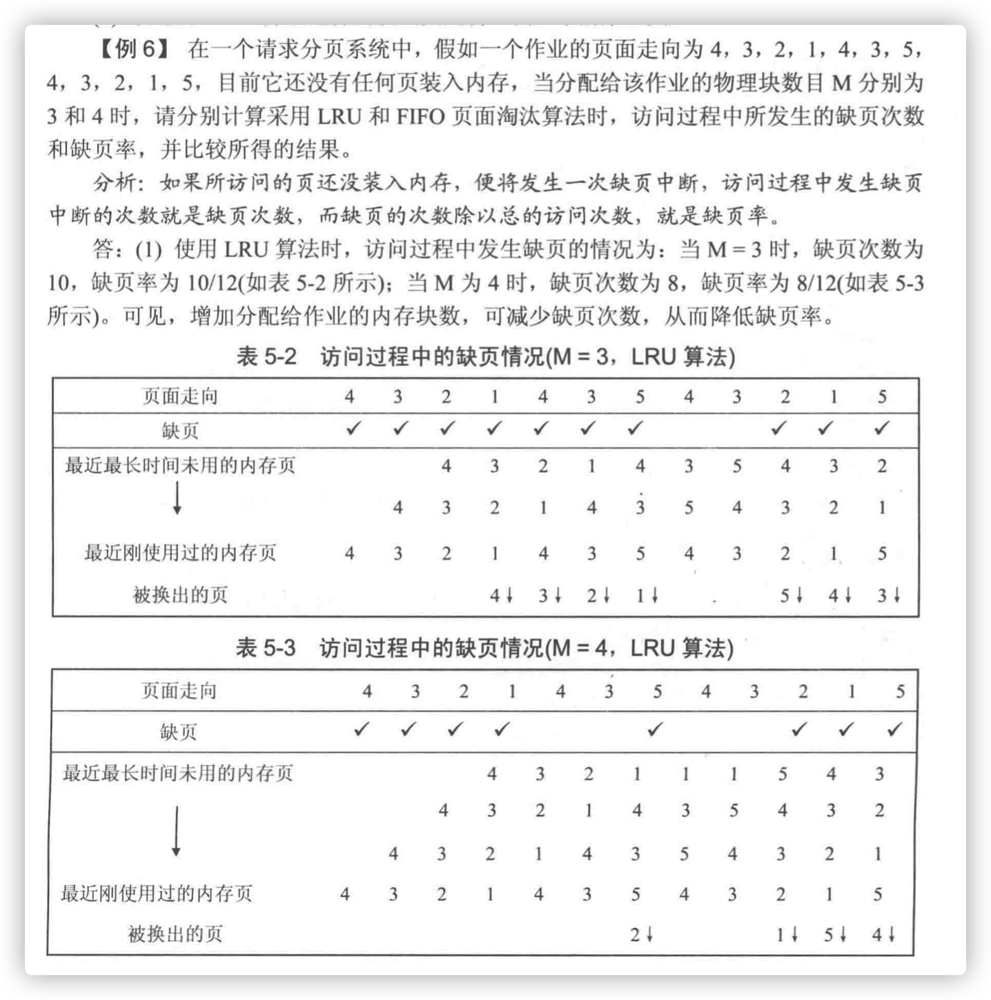 【例6】 在一个请求分页系统中，假如一个作业的页面走向为 4，3，2，1，4，3，5，
4，3，2，1，5，目前它还没有任何页装入内存，当分配给该作业的物理块数目 M 分别为
3 和 4 时，请分别计算采用 LRU 和 FIFO 页面淘汰算法时，访问过程中所发生的缺页次数
和缺页率，并比较所得的结果。
分析：如果所访问的页还没装入内存，便将发生一次缺页中断，访问过程中发生缺页
中断的次数就是缺页次数，而缺页的次数除以总的访问次数，就是缺页率。
答：(1) 使用 LRU 算法时，访问过程中发生缺页的情况为：当 M = 3 时，缺页次数为
10，缺页率为 10/12(如表 5-2 所示)；当 M 为 4 时，缺页次数为 8，缺页率为 8/12(如表 5-3
所示)。可见，增加分配给作业的内存块数，可减少缺页次数，从而降低缺页率。
表 5-2 访问过程中的缺页情况(M = 3，LRU 算法)
页面走向 4 3 2 1 4 3 5 4 3 2 1 5
缺页 ✓ ✓ ✓ ✓ ✓ ✓ ✓ ✓ ✓ ✓
最近最长时间未用的内存页 4 3 2 1 4 3 5 4 3 2
↓ 4 3 2 1 4 3 5 4 3 2 1
最近刚使用过的内存页 4 3 2 1 4 3 5 4 3 2 1 5
被换出的页 4↓ 3↓ 2↓ 1↓ 5↓ 4↓ 3↓
表 5-3 访问过程中的缺页情况(M = 4，LRU 算法)
页面走向 4 3 2 1 4 3 5 4 3 2 1 5
缺页 ✓ ✓ ✓ ✓ ✓ ✓ ✓ ✓
最近最长时间未用的内存页 4 3 2 1 1 1 5 4 3
4 3 2 1 4 3 5 4 3 2
↓ 4 3 2 1 4 3 5 4 3 2 1
最近刚使用过的内存页 4 3 2 1 4 3 5 4 3 2 1 5
被换出的页 2↓ 1↓ 5↓ 4↓